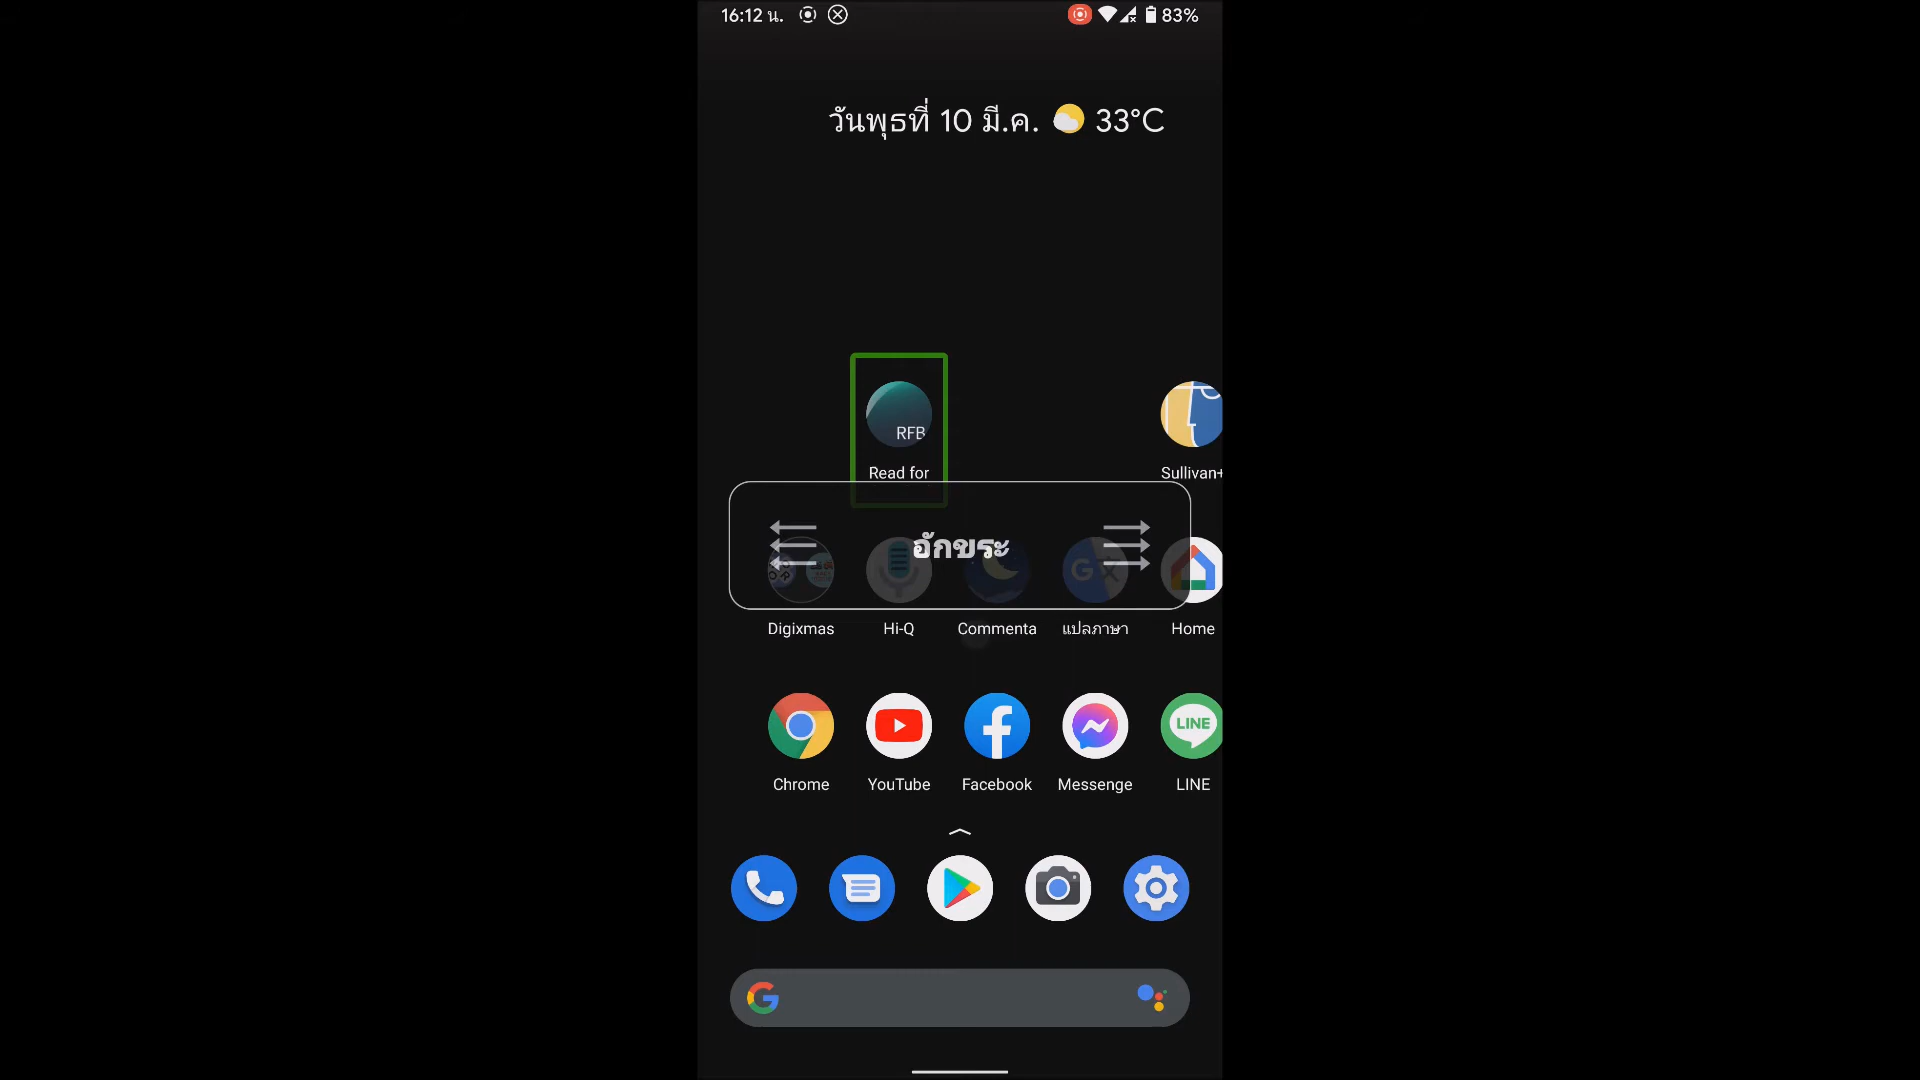 16:12 น. 83%
วันพุธที่ 10 มี.ค. 33°C
RFB
Read for Sullivan+
อักขระ
Digixmas Hi-Q Commenta แปลภาษา Home
LINE
Chrome YouTube Facebook Messenge LINE